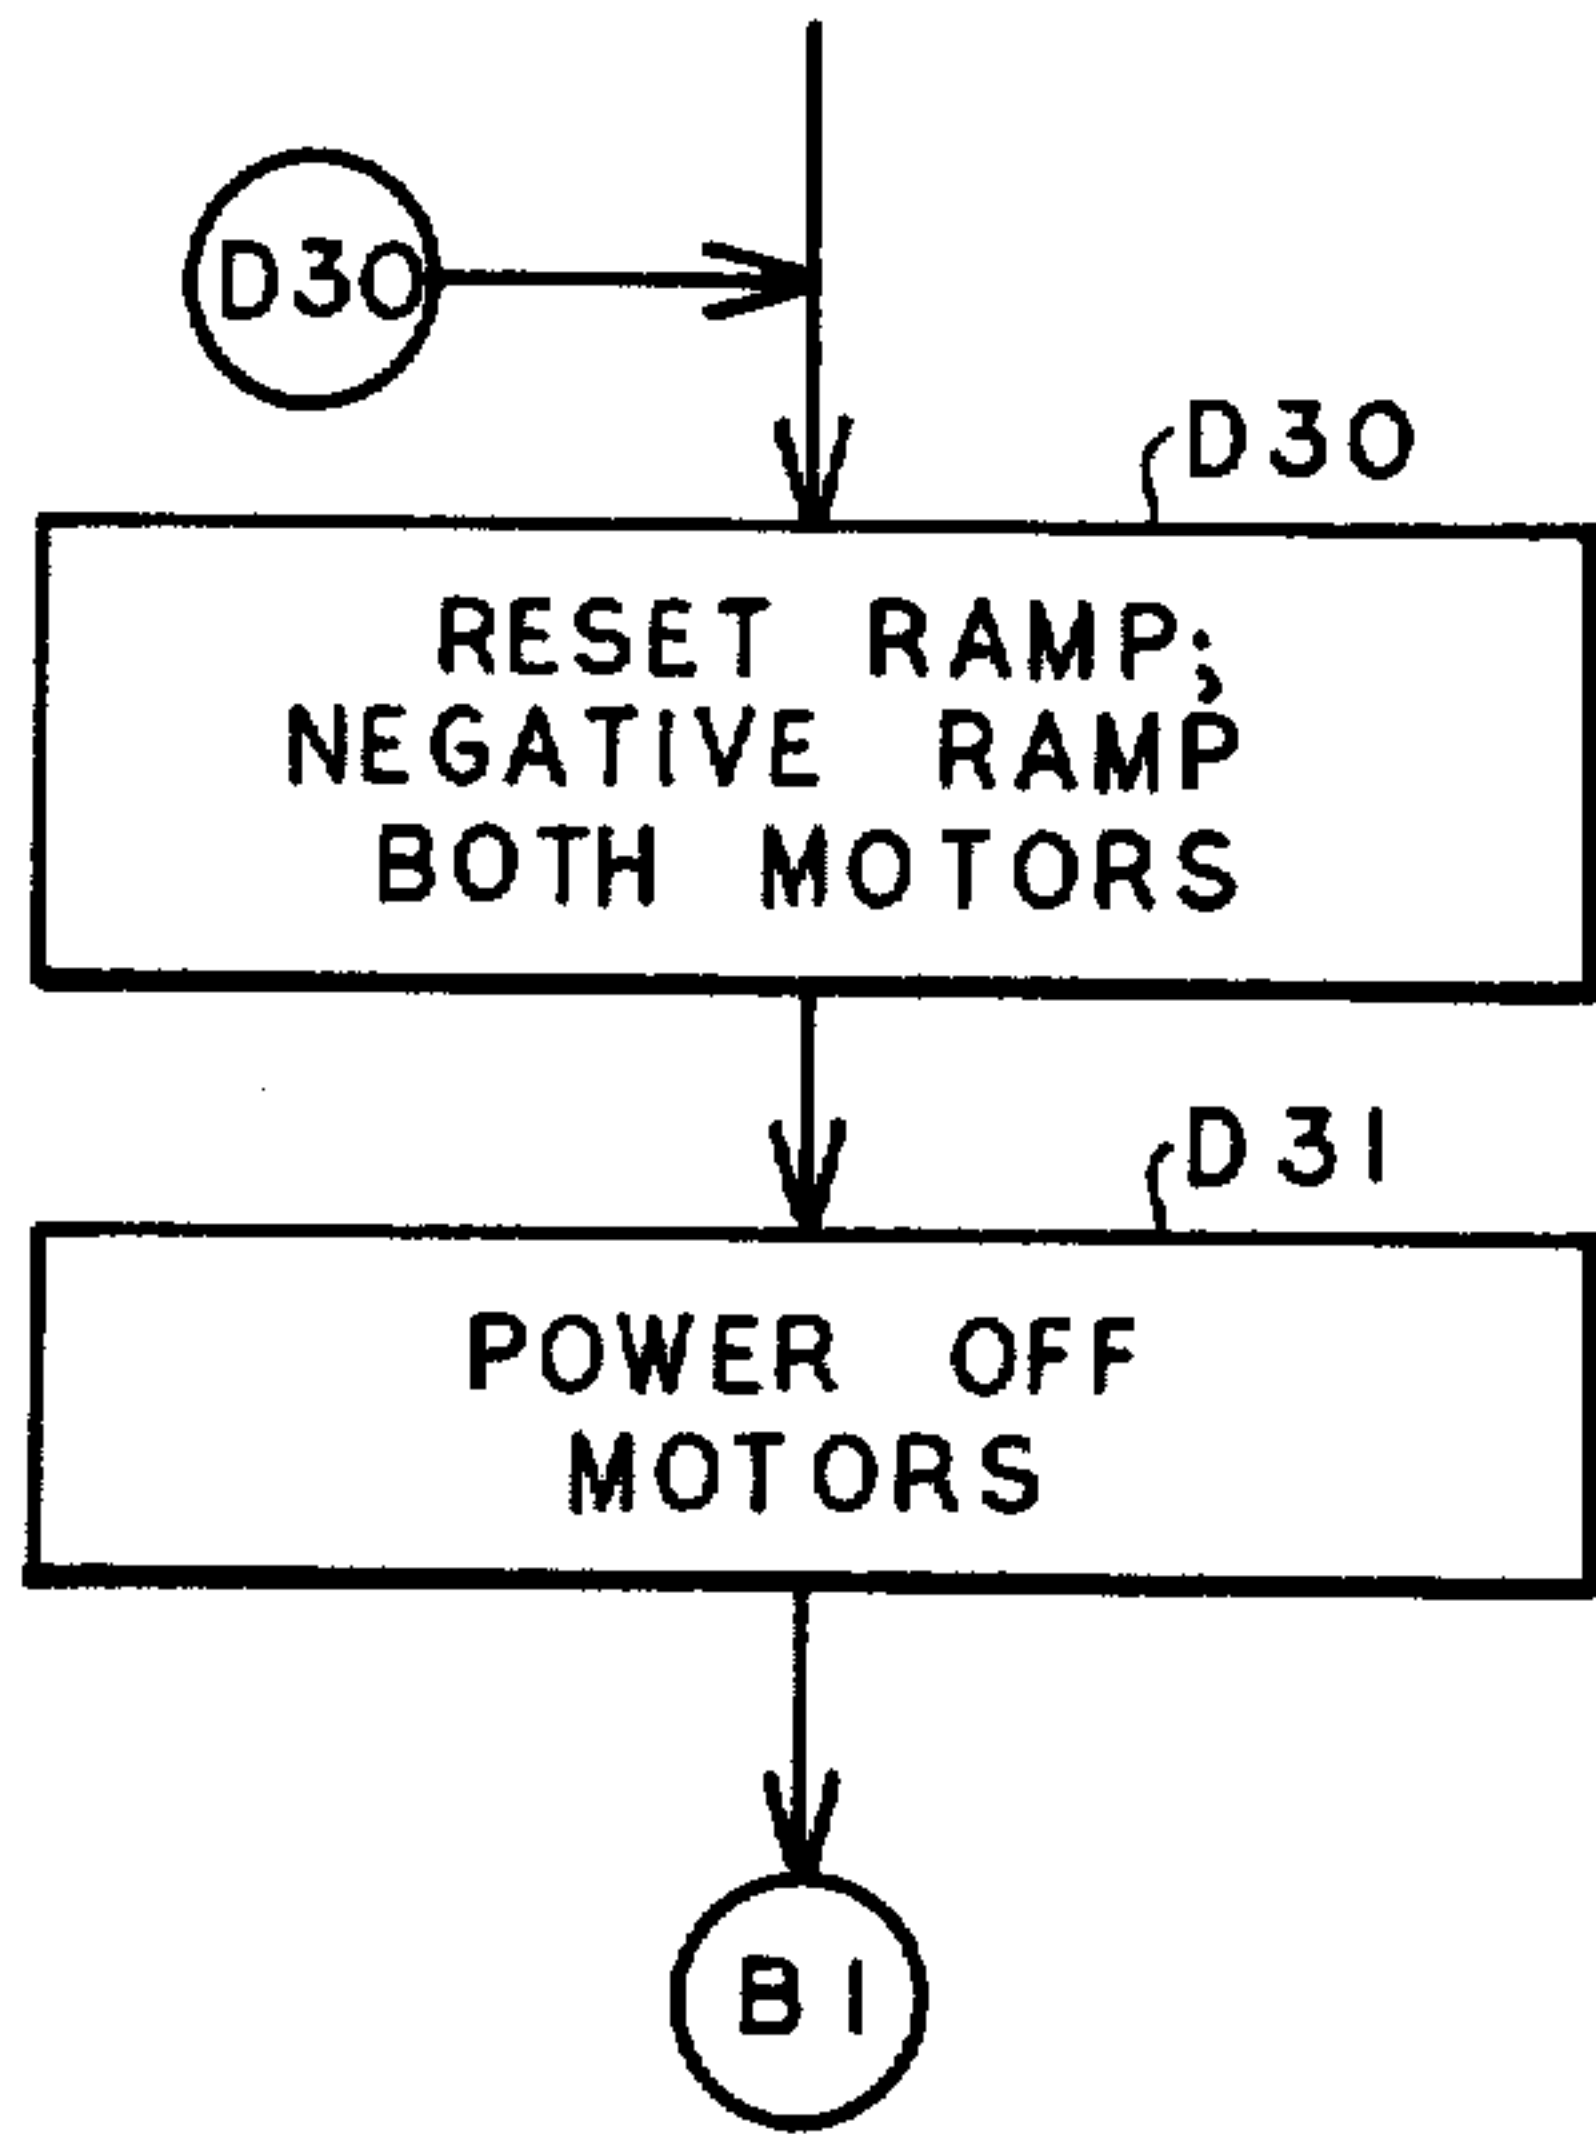 D30
D30
RESET RAMP;
NEGATIVE RAMP
BOTH MOTORS
D31
POWER OFF
MOTORS
B1